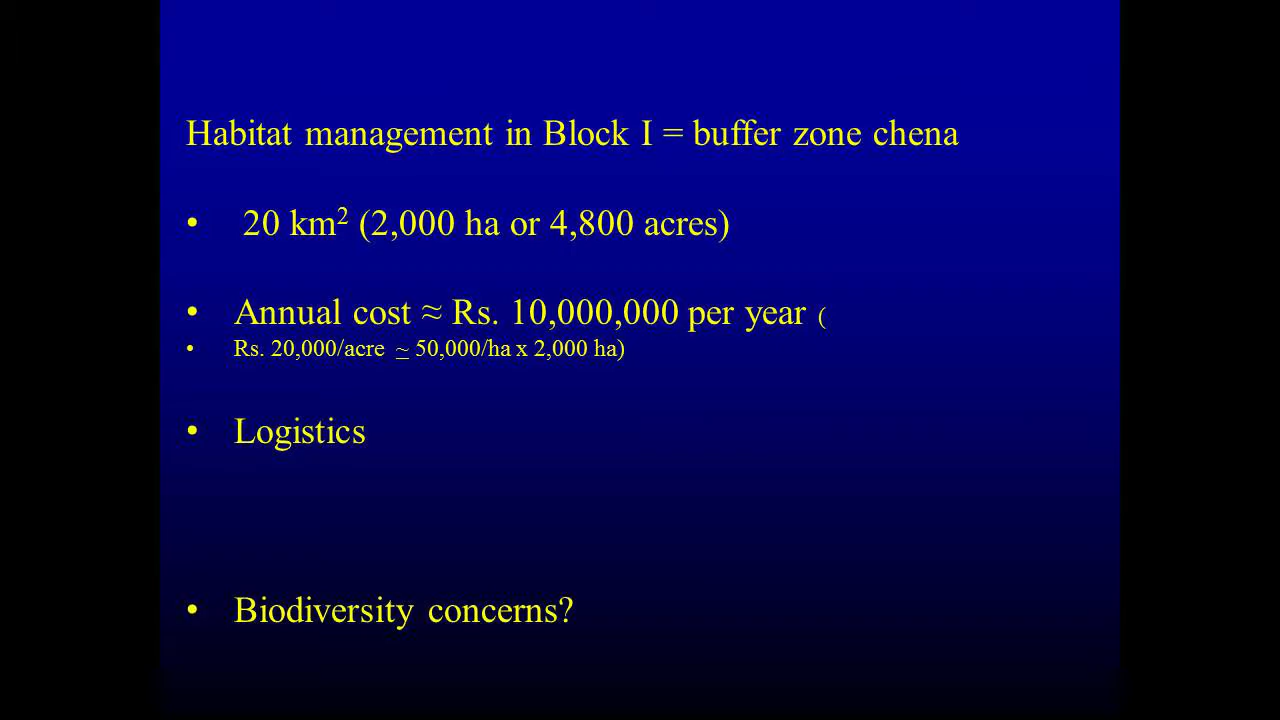 Habitat management in Block I = buffer zone chena
• 20 km² (2,000 ha or 4,800 acres)
• Annual cost ≈ Rs. 10,000,000 per year (
• Rs. 20,000/acre ~ 50,000/ha x 2,000 ha)
• Logistics
• Biodiversity concerns?